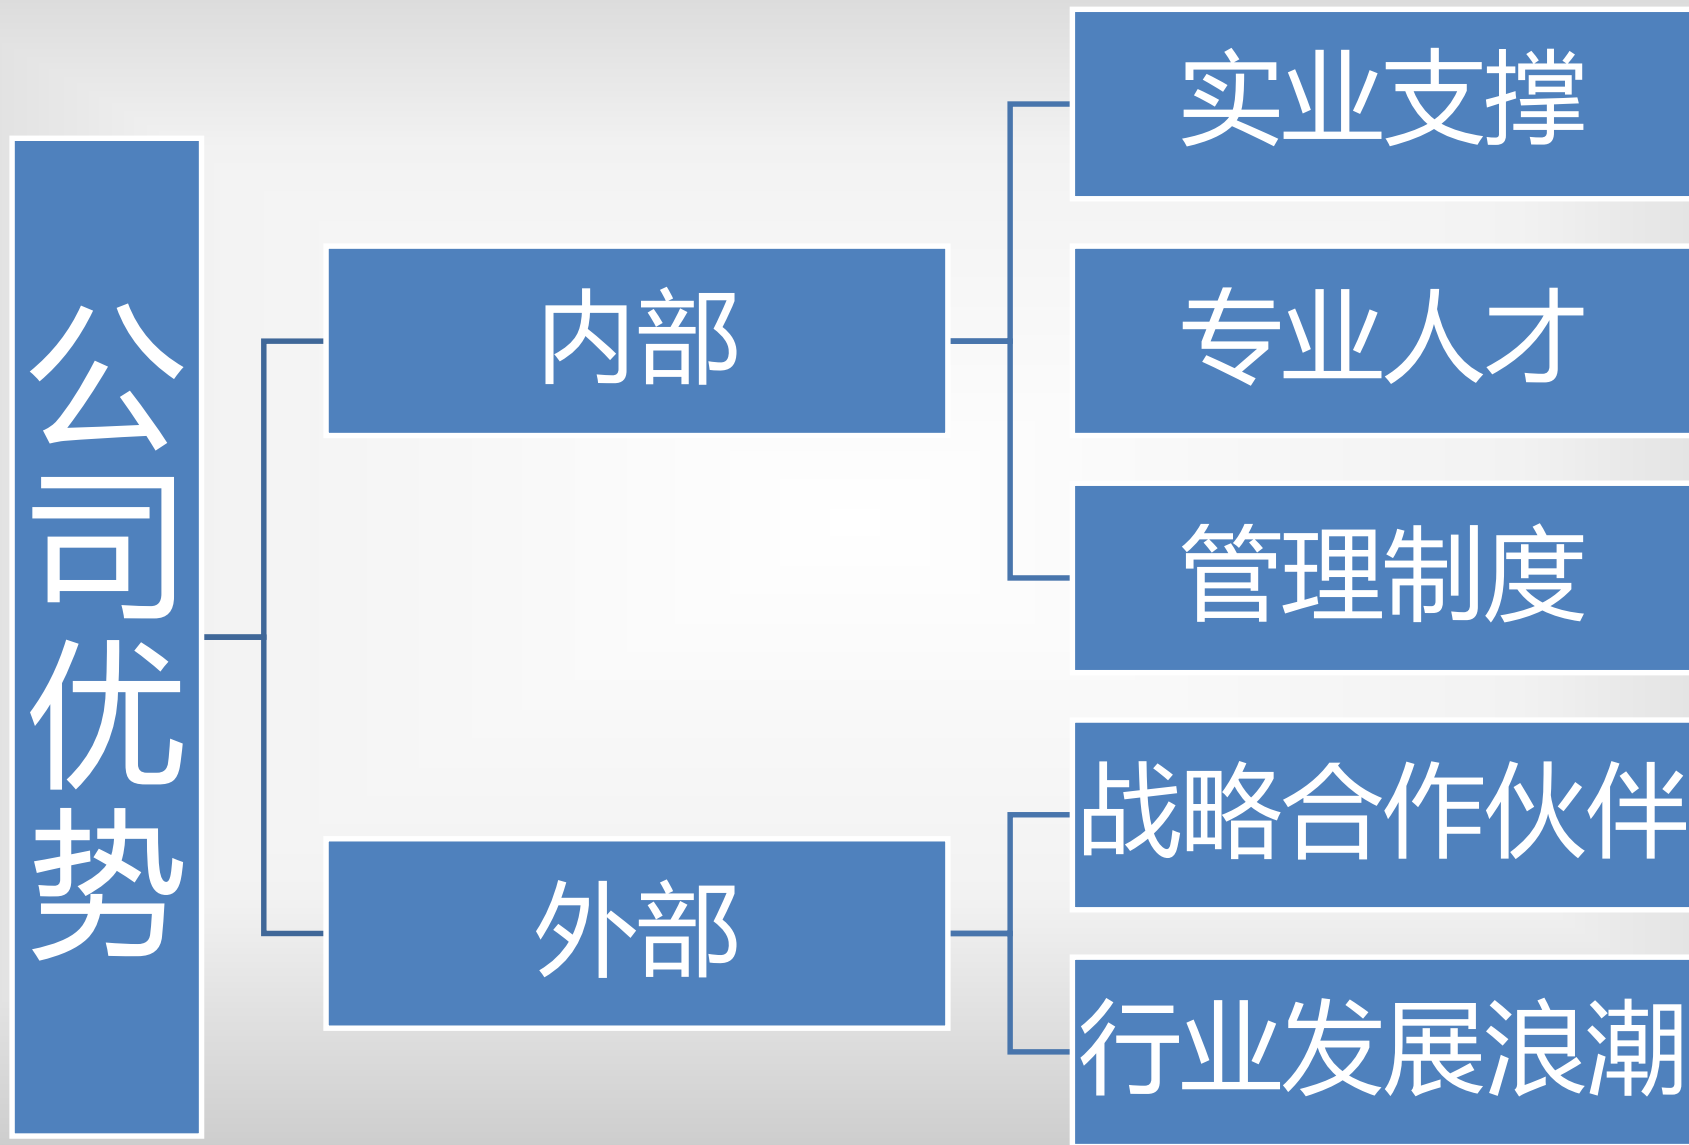 公司优势
内部
实业支撑
专业人才
管理制度
外部
战略合作伙伴
行业发展浪潮